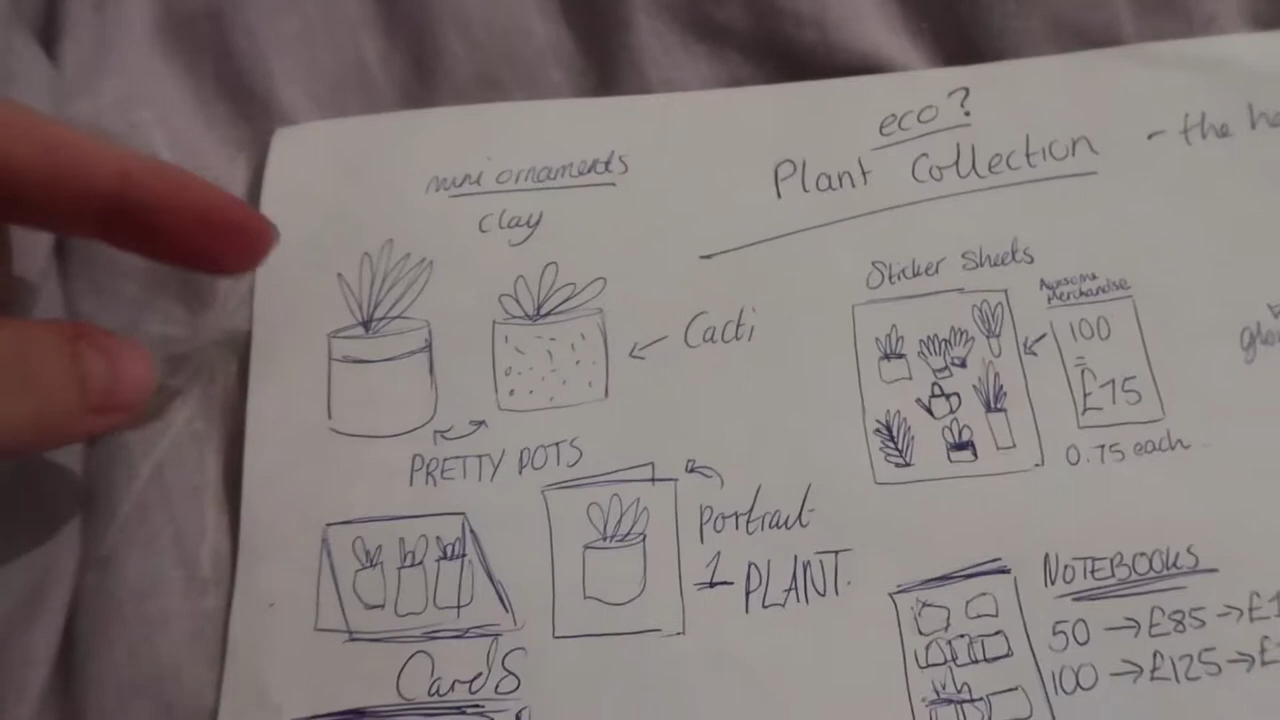 eco?
Plant Collection - the
mini ornaments
clay
Cacti
PRETTY POTS
Sticker Sheets
Awesome
Merchandise
100
=
£75
0.75 each
Portrait
1 PLANT.
Cards
NOTEBOOKS
50 → £85 →
100 → £125 →